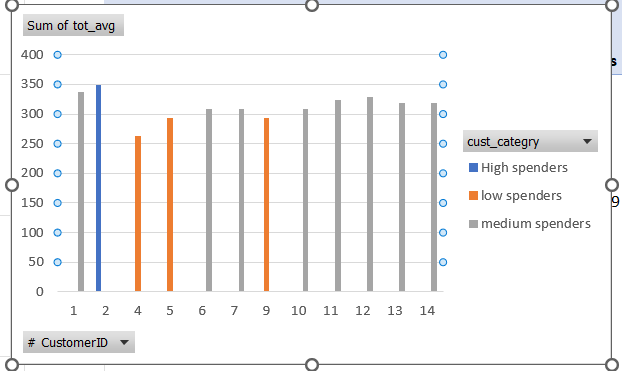 Sum of tot_avg
400
350
300
250
200
150
100
50
0
1 2 4 5 6 7 9 10 11 12 13 14
cust_categry
High spenders
low spenders
medium spenders
# CustomerID
s
9